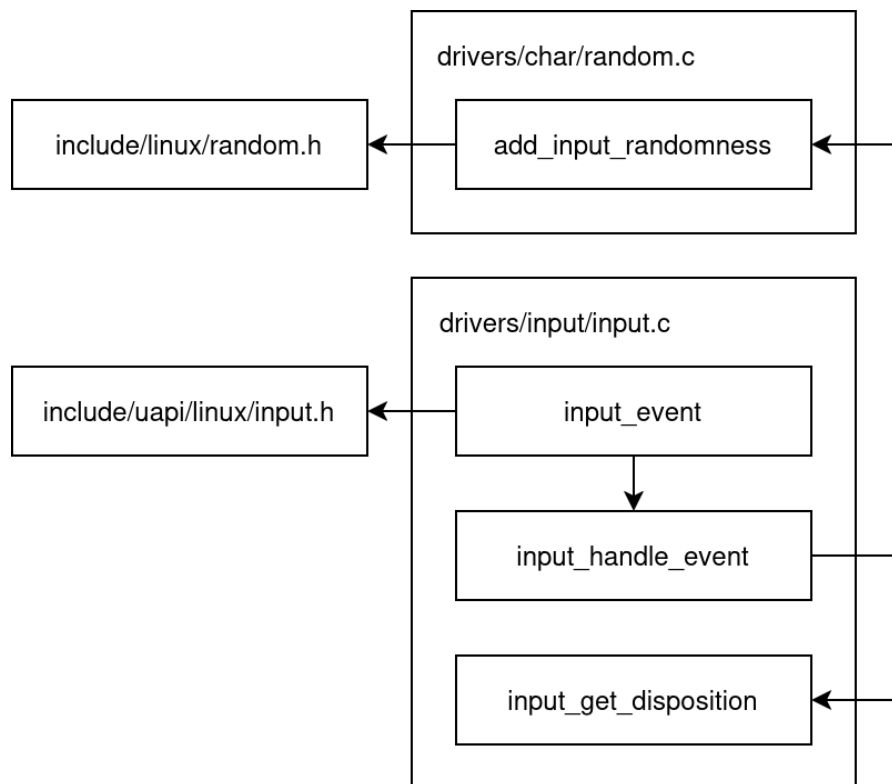 drivers/char/random.c
include/linux/random.h
add_input_randomness
drivers/input/input.c
include/uapi/linux/input.h
input_event
input_handle_event
input_get_disposition